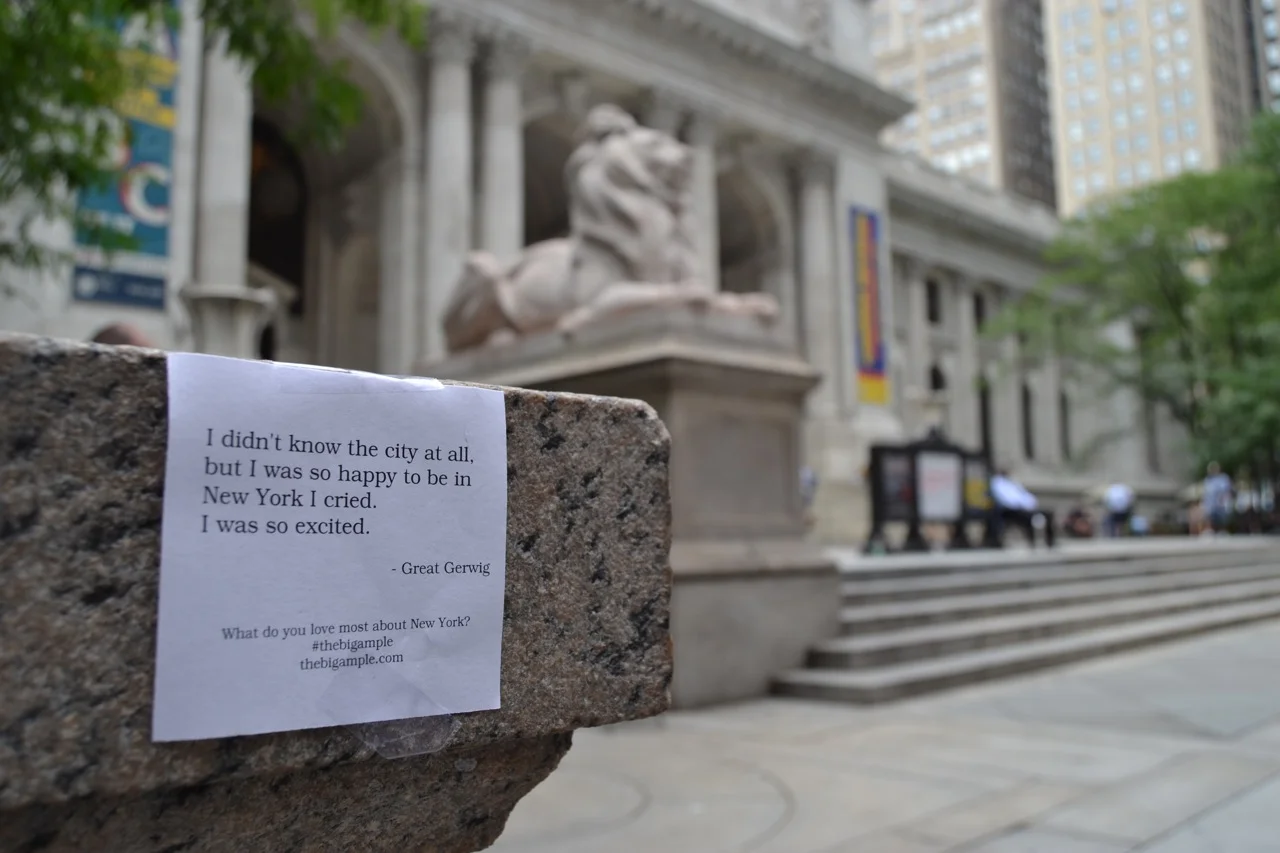 I didn't know the city at all,
but I was so happy to be in
New York I cried.
I was so excited.
- Great Gerwig
What do you love most about New York?
#thebigample
thebigample.com